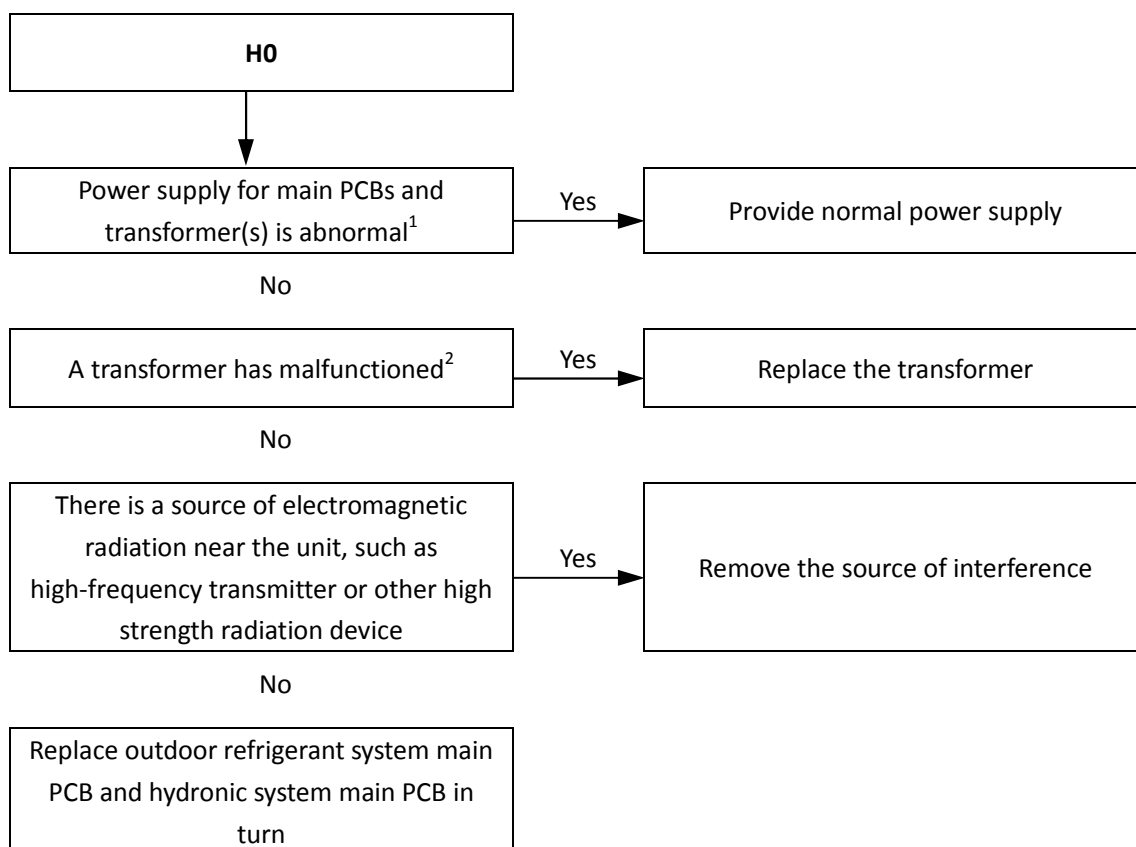 H0
Power supply for main PCBs and
transformer(s) is abnormal¹
Yes
Provide normal power supply
No
A transformer has malfunctioned²
Yes
Replace the transformer
No
There is a source of electromagnetic
radiation near the unit, such as
high-frequency transmitter or other high
strength radiation device
Yes
Remove the source of interference
No
Replace outdoor refrigerant system main
PCB and hydronic system main PCB in
turn